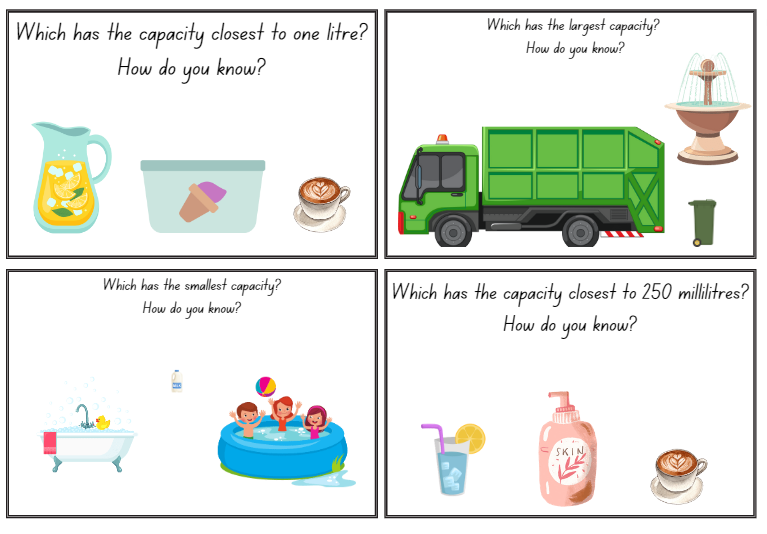 Which has the capacity closest to one litre?
How do you know?
Which has the largest capacity?
How do you know?
Which has the smallest capacity?
How do you know?
Which has the capacity closest to 250 millilitres?
How do you know?
SKIN